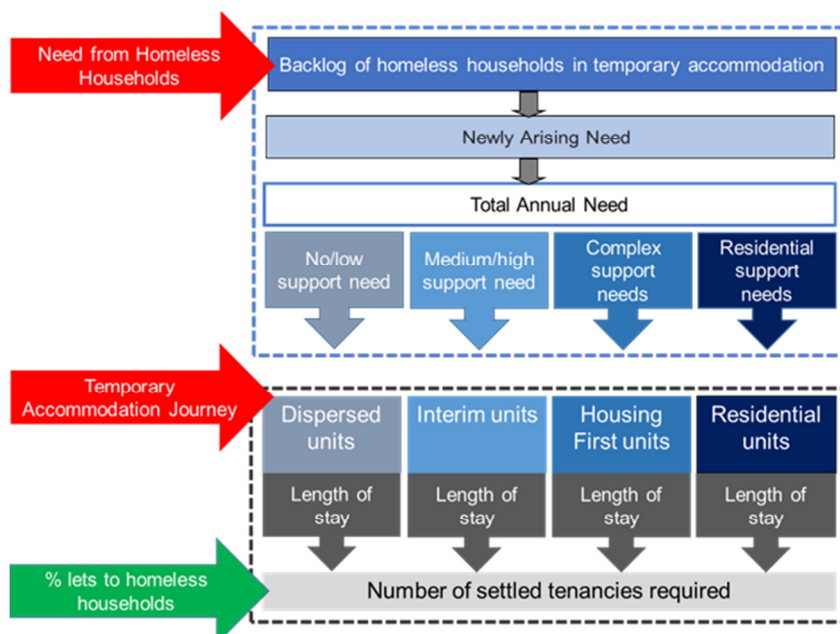 Need from Homeless
Households
Backlog of homeless households in temporary accommodation
Newly Arising Need
Total Annual Need
No/low
support need
Medium/high
support need
Complex
support
needs
Residential
support
needs
Temporary
Accommodation Journey
Dispersed
units
Interim units
Housing
First units
Residential
units
Length of
stay
Length of
stay
Length of
stay
Length of
stay
% lets to homeless
households
Number of settled tenancies required